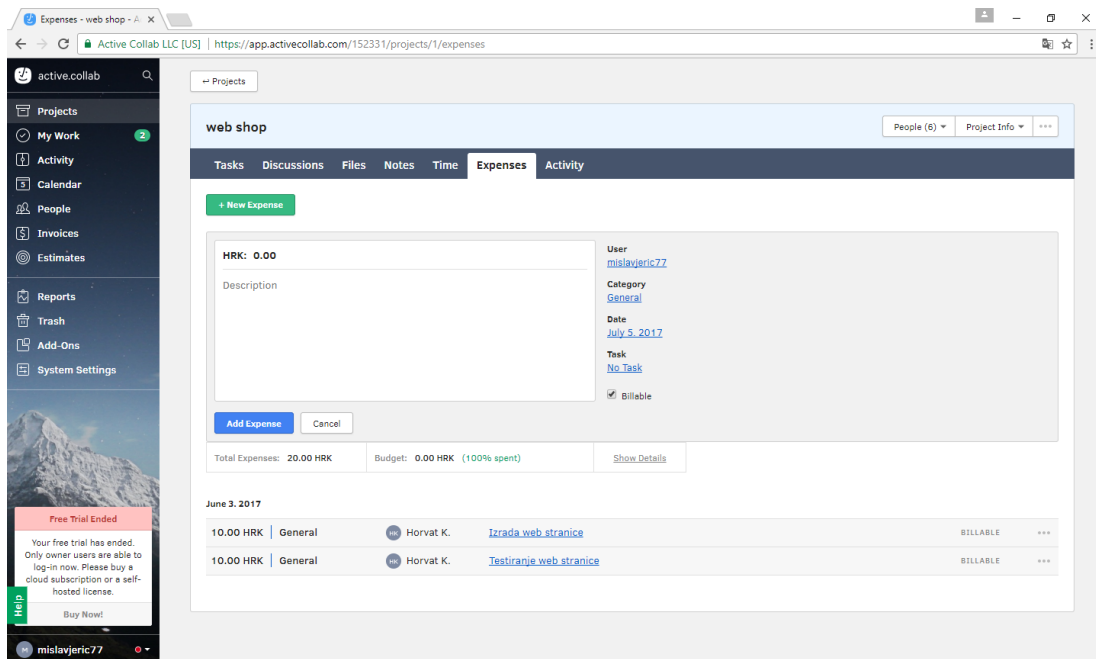 Expenses - web shop - A
Active Collab LLC [US] | https://app.activecollab.com/152331/projects/1/expenses
active.collab
Projects
My Work 2
Activity
5 Calendar
People
$ Invoices
Estimates
Reports
Trash
Add-Ons
System Settings
Free Trial Ended
Your free trial has ended.
Only owner users are able to
log-in now. Please buy a
cloud subscription or a self-
hosted license.
Buy Now!
Help
M mislavjeric77
↩ Projects
web shop
People (6) Project Info
Tasks Discussions Files Notes Time Expenses Activity
+ New Expense
HRK: 0.00
Description
User
mislavjeric77
Category
General
Date
July 5. 2017
Task
No Task
Billable
Add Expense Cancel
Total Expenses: 20.00 HRK Budget: 0.00 HRK (100% spent) Show Details
June 3. 2017
10.00 HRK | General HK Horvat K. Izrada web stranice BILLABLE
10.00 HRK | General HK Horvat K. Testiranje web stranice BILLABLE